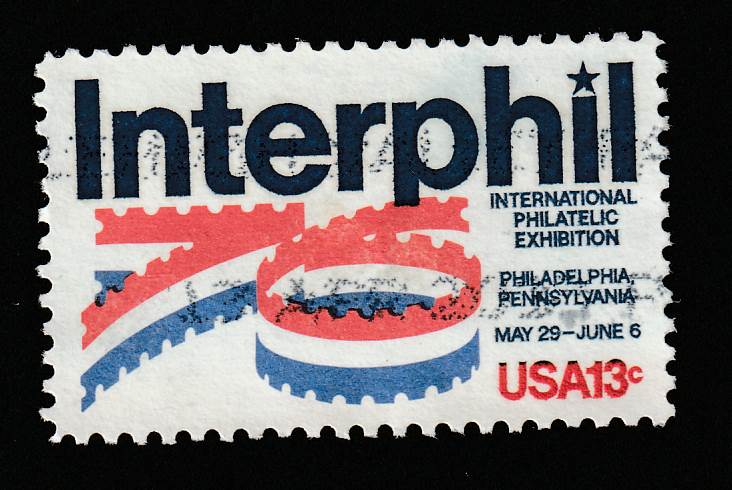 Interphil
INTERNATIONAL
PHILATELIC
EXHIBITION
PHILADELPHIA,
PENNSYLVANIA
MAY 29–JUNE 6
USA13c